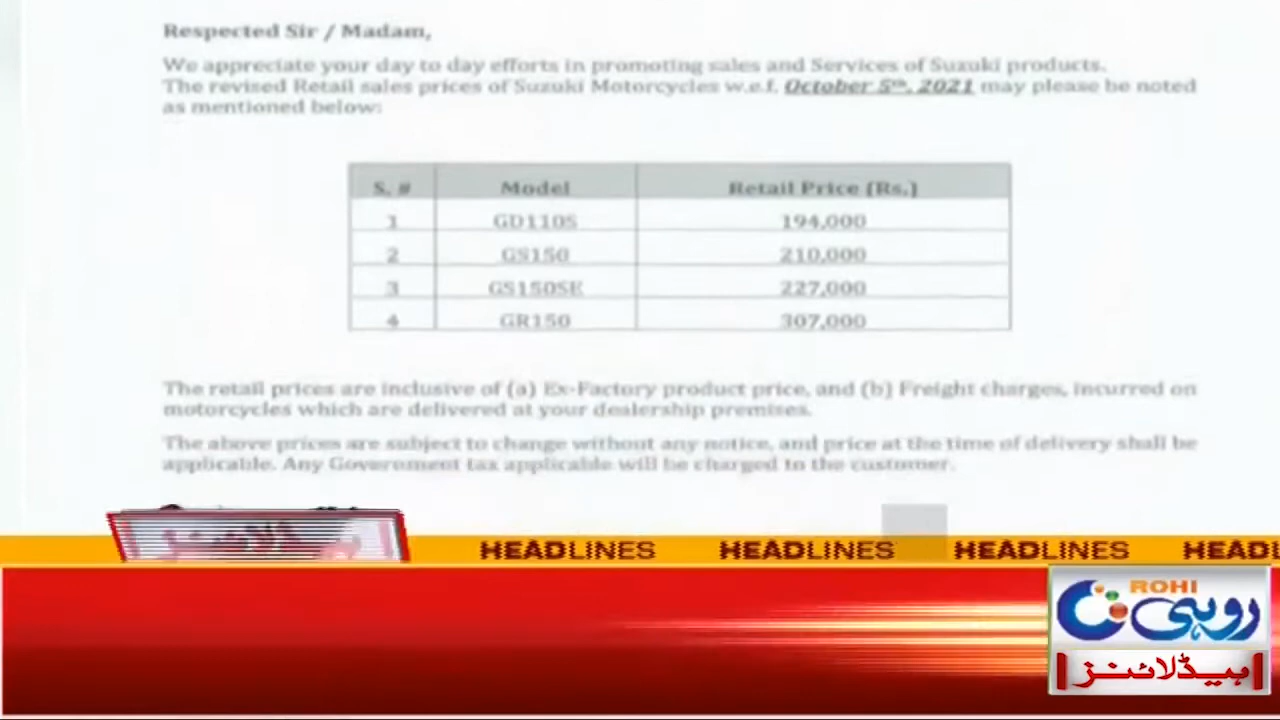 Respected Sir / Madam,
We appreciate your day to day efforts in promoting sales and Services of Suzuki products.
The revised Retail sales prices of Suzuki Motorcycles w.e.f. October 5th, 2021 may please be noted
as mentioned below:
S. # Model Retail Price (Rs.)
1 GD110S 194,000
2 GS150 210,000
3 GS150SE 227,000
4 GR150 307,000
The retail prices are inclusive of (a) Ex-Factory product price, and (b) Freight charges, incurred on
motorcycles which are delivered at your dealership premises.
The above prices are subject to change without any notice, and price at the time of delivery shall be
applicable. Any Government tax applicable will be charged to the customer.
ہیڈلائنز
HEADLINES HEADLINES HEADLINES HEADL
ROHI
روہی
ہیڈلائنز